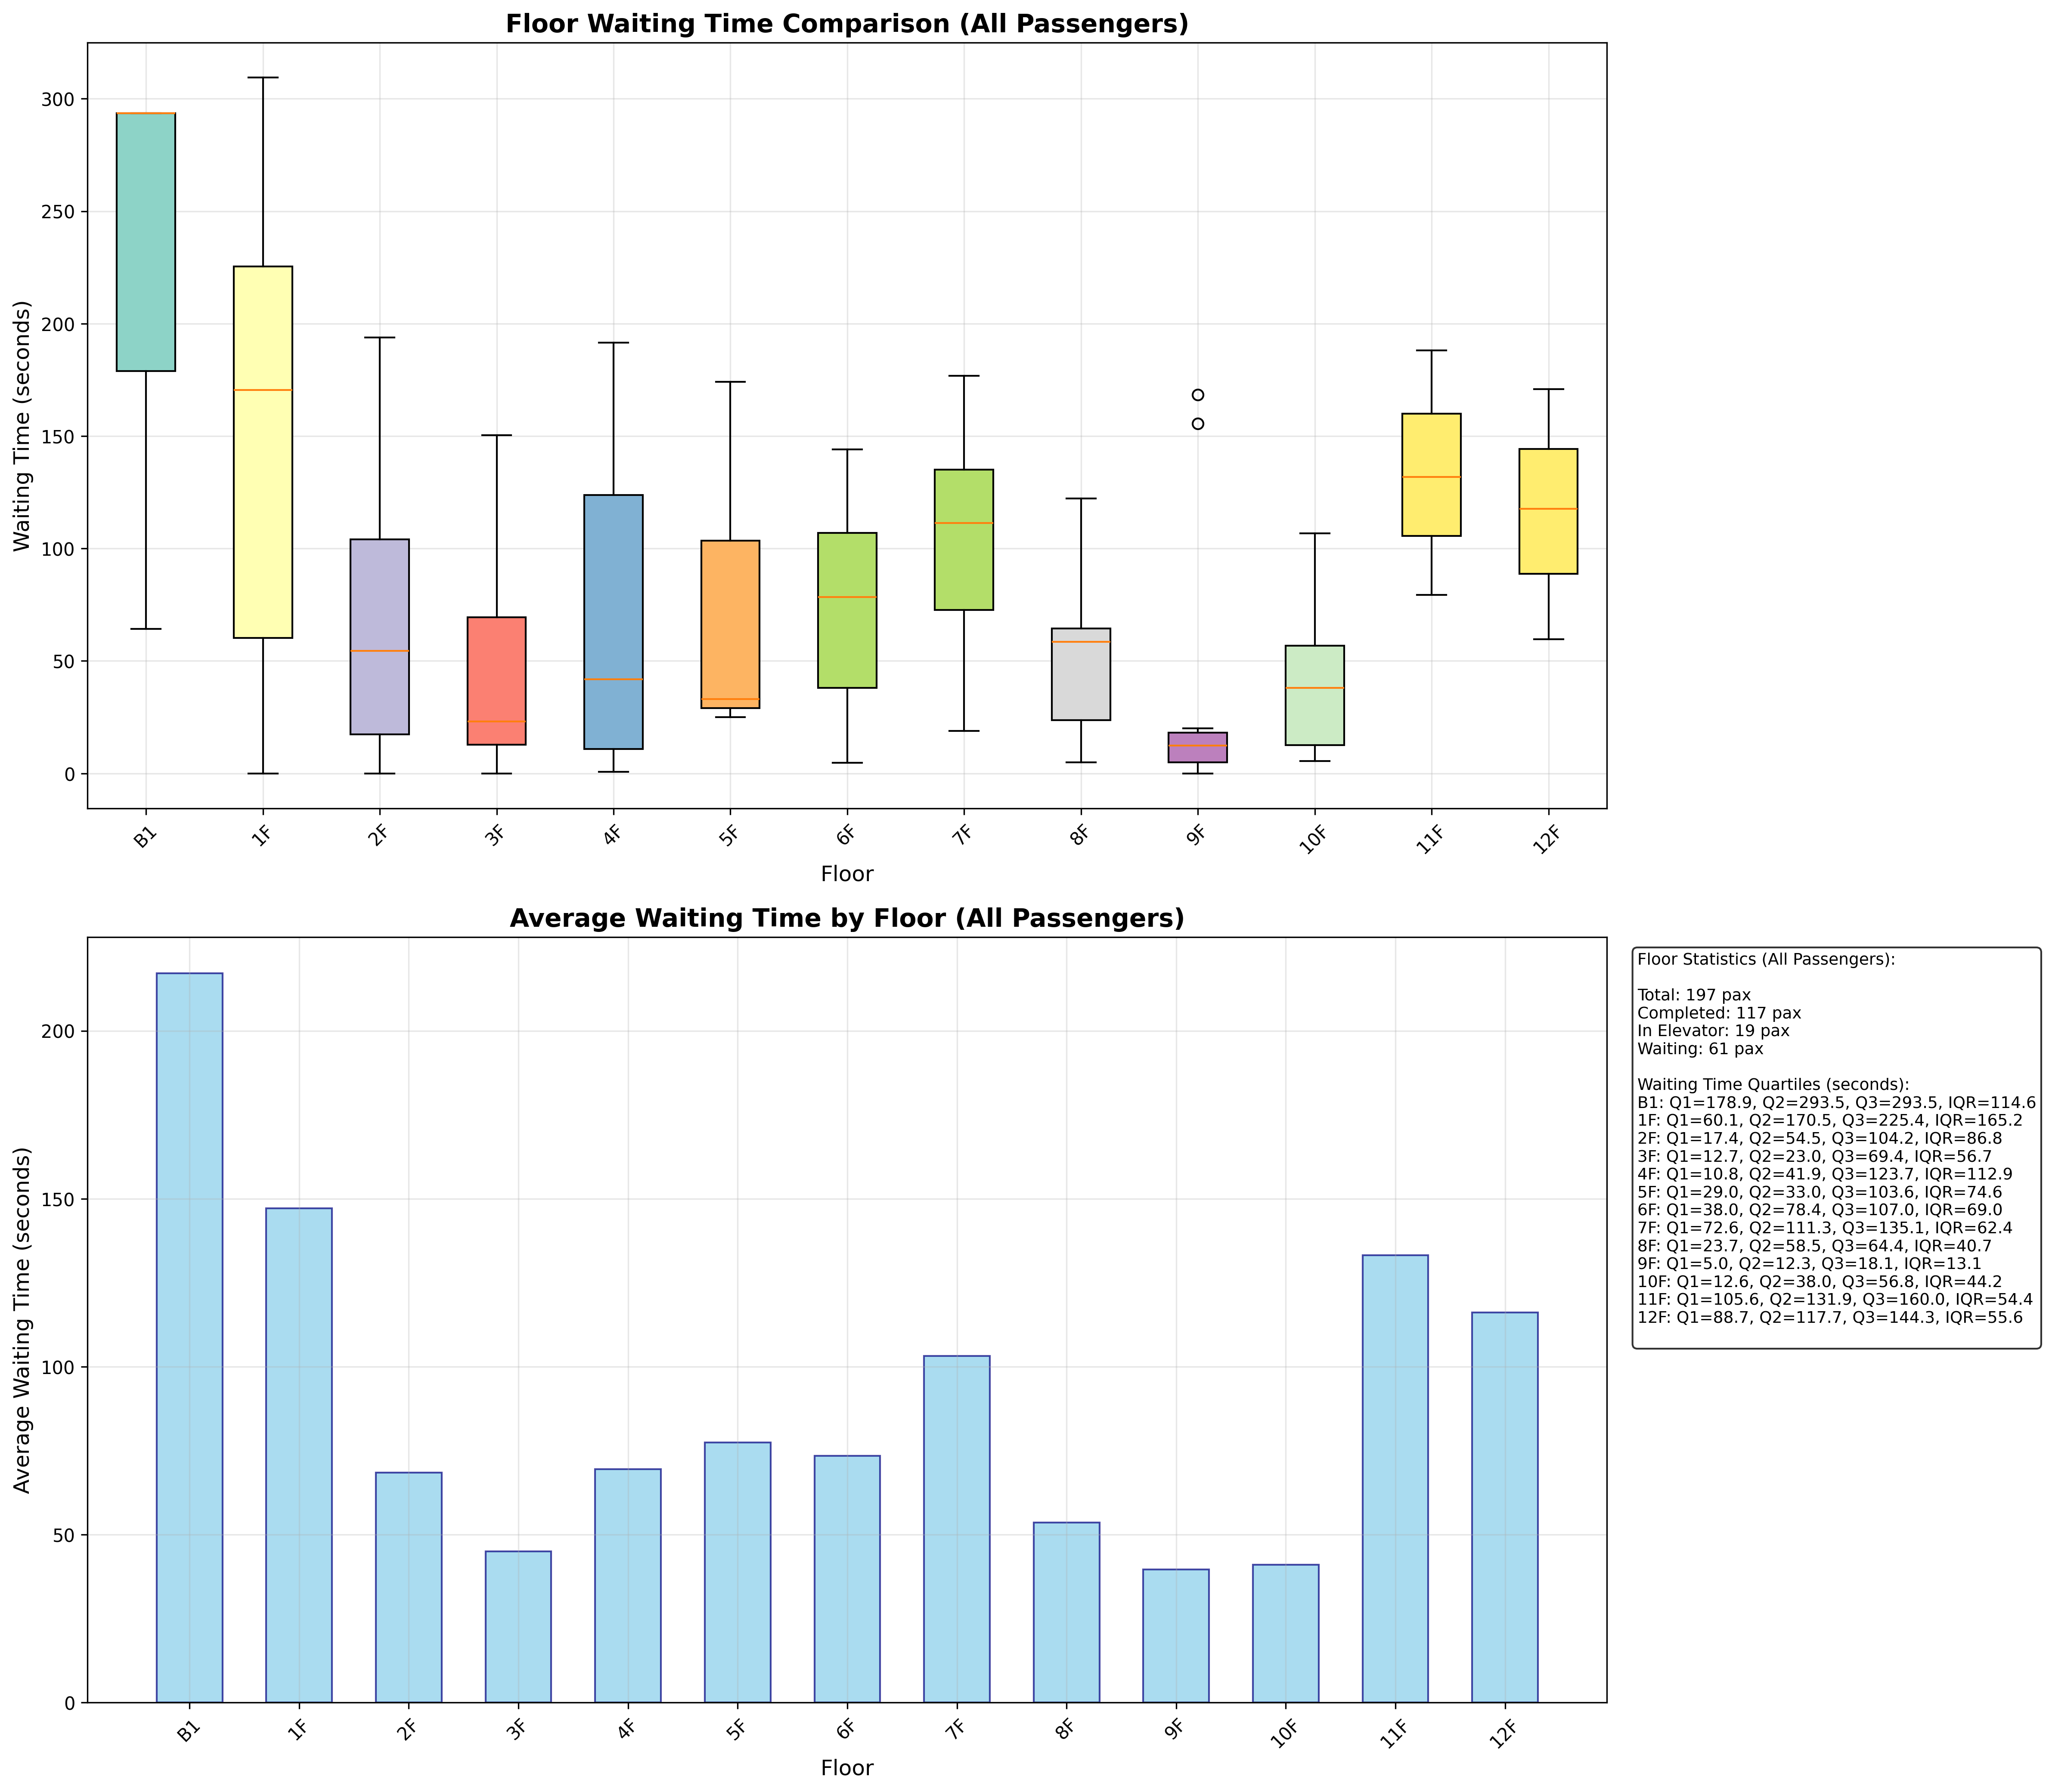 Floor Waiting Time Comparison (All Passengers)
Waiting Time (seconds)
300
250
200
150
100
50
0
B1
1F
2F
3F
4F
5F
6F
7F
8F
9F
10F
11F
12F
Floor
Average Waiting Time by Floor (All Passengers)
Average Waiting Time (seconds)
200
150
100
50
0
B1
1F
2F
3F
4F
5F
6F
7F
8F
9F
10F
11F
12F
Floor
Floor Statistics (All Passengers):
Total: 197 pax
Completed: 117 pax
In Elevator: 19 pax
Waiting: 61 pax
Waiting Time Quartiles (seconds):
B1: Q1=178.9, Q2=293.5, Q3=293.5, IQR=114.6
1F: Q1=60.1, Q2=170.5, Q3=225.4, IQR=165.2
2F: Q1=17.4, Q2=54.5, Q3=104.2, IQR=86.8
3F: Q1=12.7, Q2=23.0, Q3=69.4, IQR=56.7
4F: Q1=10.8, Q2=41.9, Q3=123.7, IQR=112.9
5F: Q1=29.0, Q2=33.0, Q3=103.6, IQR=74.6
6F: Q1=38.0, Q2=78.4, Q3=107.0, IQR=69.0
7F: Q1=72.6, Q2=111.3, Q3=135.1, IQR=62.4
8F: Q1=23.7, Q2=58.5, Q3=64.4, IQR=40.7
9F: Q1=5.0, Q2=12.3, Q3=18.1, IQR=13.1
10F: Q1=12.6, Q2=38.0, Q3=56.8, IQR=44.2
11F: Q1=105.6, Q2=131.9, Q3=160.0, IQR=54.4
12F: Q1=88.7, Q2=117.7, Q3=144.3, IQR=55.6